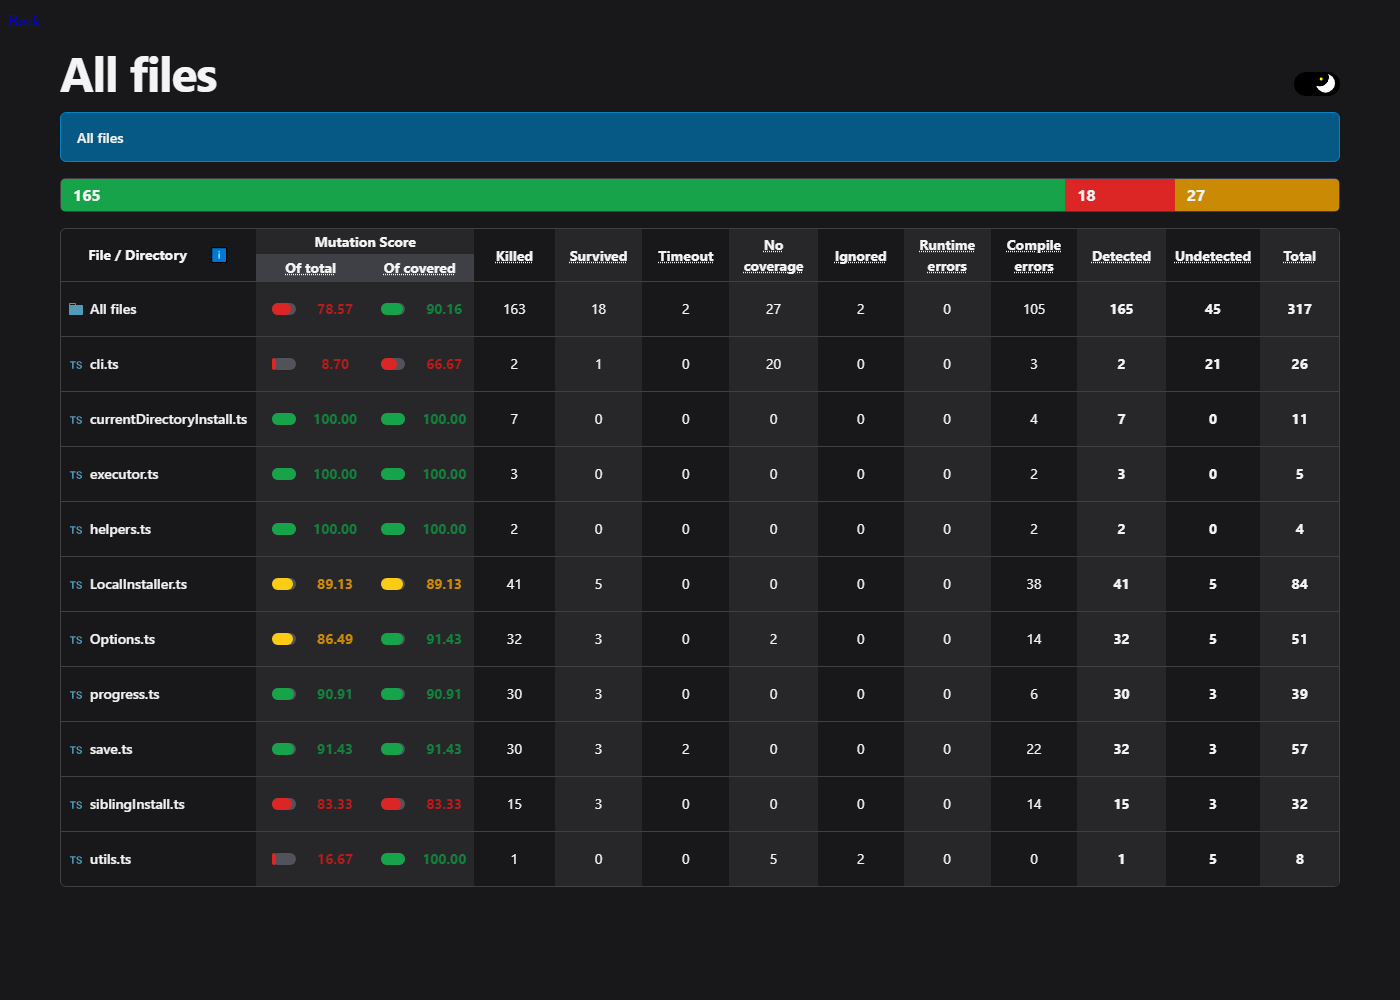 Back
All files
All files
165 18 27
File / Directory i Mutation Score Killed Survived Timeout No coverage Ignored Runtime errors Compile errors Detected Undetected Total
Of total Of covered
All files 78.57 90.16 163 18 2 27 2 0 105 165 45 317
TS cli.ts 8.70 66.67 2 1 0 20 0 0 3 2 21 26
TS currentDirectoryInstall.ts 100.00 100.00 7 0 0 0 0 0 4 7 0 11
TS executor.ts 100.00 100.00 3 0 0 0 0 0 2 3 0 5
TS helpers.ts 100.00 100.00 2 0 0 0 0 0 2 2 0 4
TS LocalInstaller.ts 89.13 89.13 41 5 0 0 0 0 38 41 5 84
TS Options.ts 86.49 91.43 32 3 0 2 0 0 14 32 5 51
TS progress.ts 90.91 90.91 30 3 0 0 0 0 6 30 3 39
TS save.ts 91.43 91.43 30 3 2 0 0 0 22 32 3 57
TS siblingInstall.ts 83.33 83.33 15 3 0 0 0 0 14 15 3 32
TS utils.ts 16.67 100.00 1 0 0 5 2 0 0 1 5 8